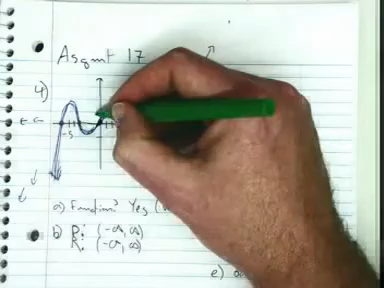 Asgmt 17
4)
-5
a) Function? Yes (
b) R: (-∞, ∞)
R: (-∞, ∞)
e)